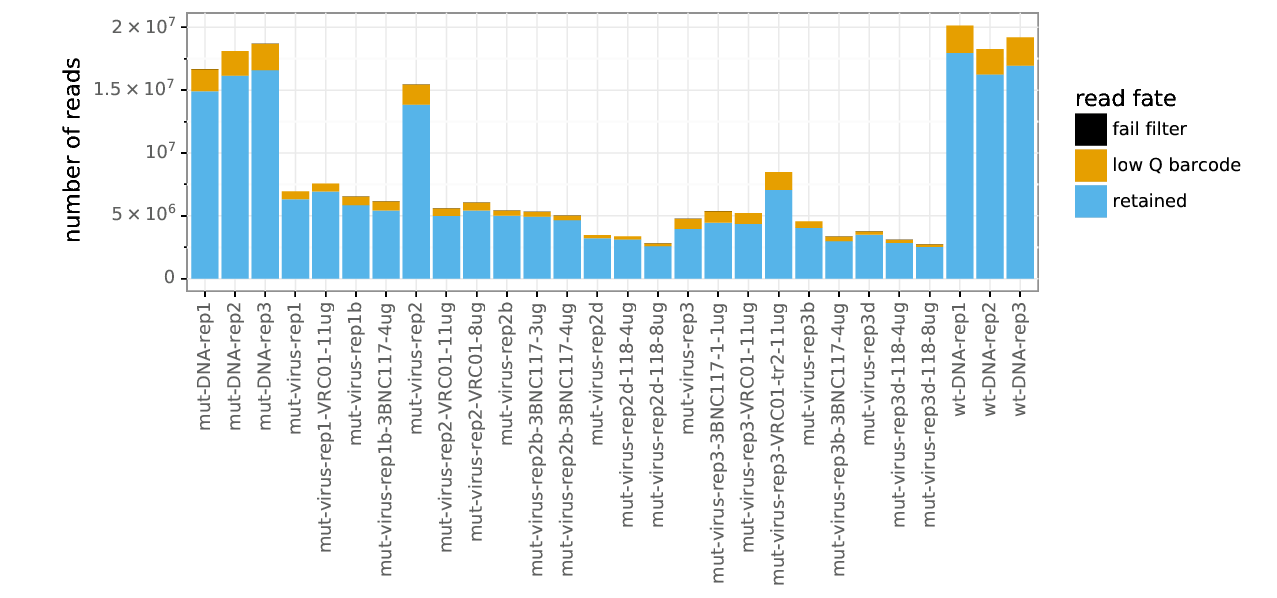 number of reads
2 × 10⁷
1.5 × 10⁷
10⁷
5 × 10⁶
0
mut-DNA-rep1
mut-DNA-rep2
mut-DNA-rep3
mut-virus-rep1
mut-virus-rep1-VRC01-11ug
mut-virus-rep1b
mut-virus-rep1b-3BNC117-4ug
mut-virus-rep2
mut-virus-rep2-VRC01-11ug
mut-virus-rep2-VRC01-8ug
mut-virus-rep2b
mut-virus-rep2b-3BNC117-3ug
mut-virus-rep2b-3BNC117-4ug
mut-virus-rep2d
mut-virus-rep2d-118-4ug
mut-virus-rep2d-118-8ug
mut-virus-rep3
mut-virus-rep3-3BNC117-1-1ug
mut-virus-rep3-VRC01-11ug
mut-virus-rep3-VRC01-tr2-11ug
mut-virus-rep3b
mut-virus-rep3b-3BNC117-4ug
mut-virus-rep3d
mut-virus-rep3d-118-4ug
mut-virus-rep3d-118-8ug
wt-DNA-rep1
wt-DNA-rep2
wt-DNA-rep3
read fate
fail filter
low Q barcode
retained